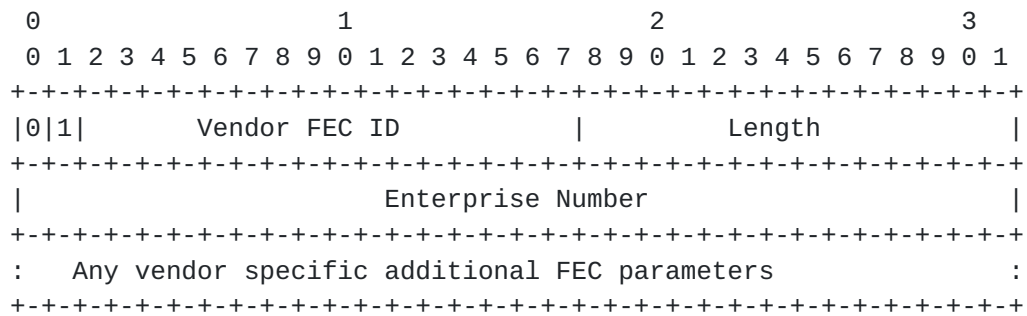 0                   1                   2                   3
 0 1 2 3 4 5 6 7 8 9 0 1 2 3 4 5 6 7 8 9 0 1 2 3 4 5 6 7 8 9 0 1
+-+-+-+-+-+-+-+-+-+-+-+-+-+-+-+-+-+-+-+-+-+-+-+-+-+-+-+-+-+-+-+-+
|0|1|       Vendor FEC ID           |         Length            |
+-+-+-+-+-+-+-+-+-+-+-+-+-+-+-+-+-+-+-+-+-+-+-+-+-+-+-+-+-+-+-+-+
|                       Enterprise Number                       |
+-+-+-+-+-+-+-+-+-+-+-+-+-+-+-+-+-+-+-+-+-+-+-+-+-+-+-+-+-+-+-+-+
:   Any vendor specific additional FEC parameters               :
+-+-+-+-+-+-+-+-+-+-+-+-+-+-+-+-+-+-+-+-+-+-+-+-+-+-+-+-+-+-+-+-+